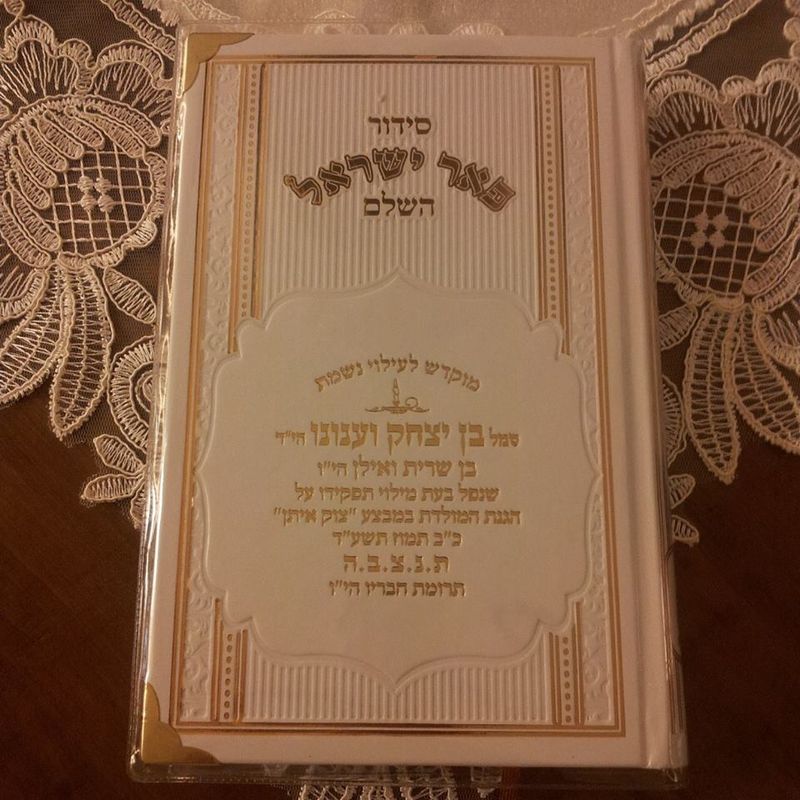 סידור
פאר ישראל
השלם
מוקדש לעילוי נשמת
סמל בן יצחק וענונו הי"ד
בן שרית ואילן הי"ו
שנפל בעת מילוי תפקידו על
הגנת המולדת במבצע "צוק איתן"
כ"ב תמוז תשע"ד
ת.נ.צ.ב.ה
תרומת חבריו הי"ו